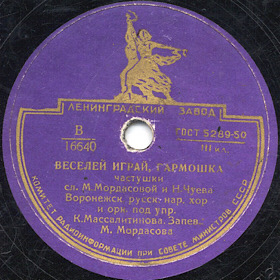 ЛЕНИНГРАДСКИЙ ЗАВОД
В
16640
ГОСТ 5289-50
ВЕСЕЛЕЙ ИГРАЙ, ГАРМОШКА
частушки
сл. М. Мордасовой и Н. Чуева
Воронежск. русск. нар. хор
и орк. под упр.
К. Массалитинова. Запев.
М. Мордасова
КОМИТЕТ РАДИОИНФОРМАЦИИ ПРИ СОВЕТЕ МИНИСТРОВ СССР